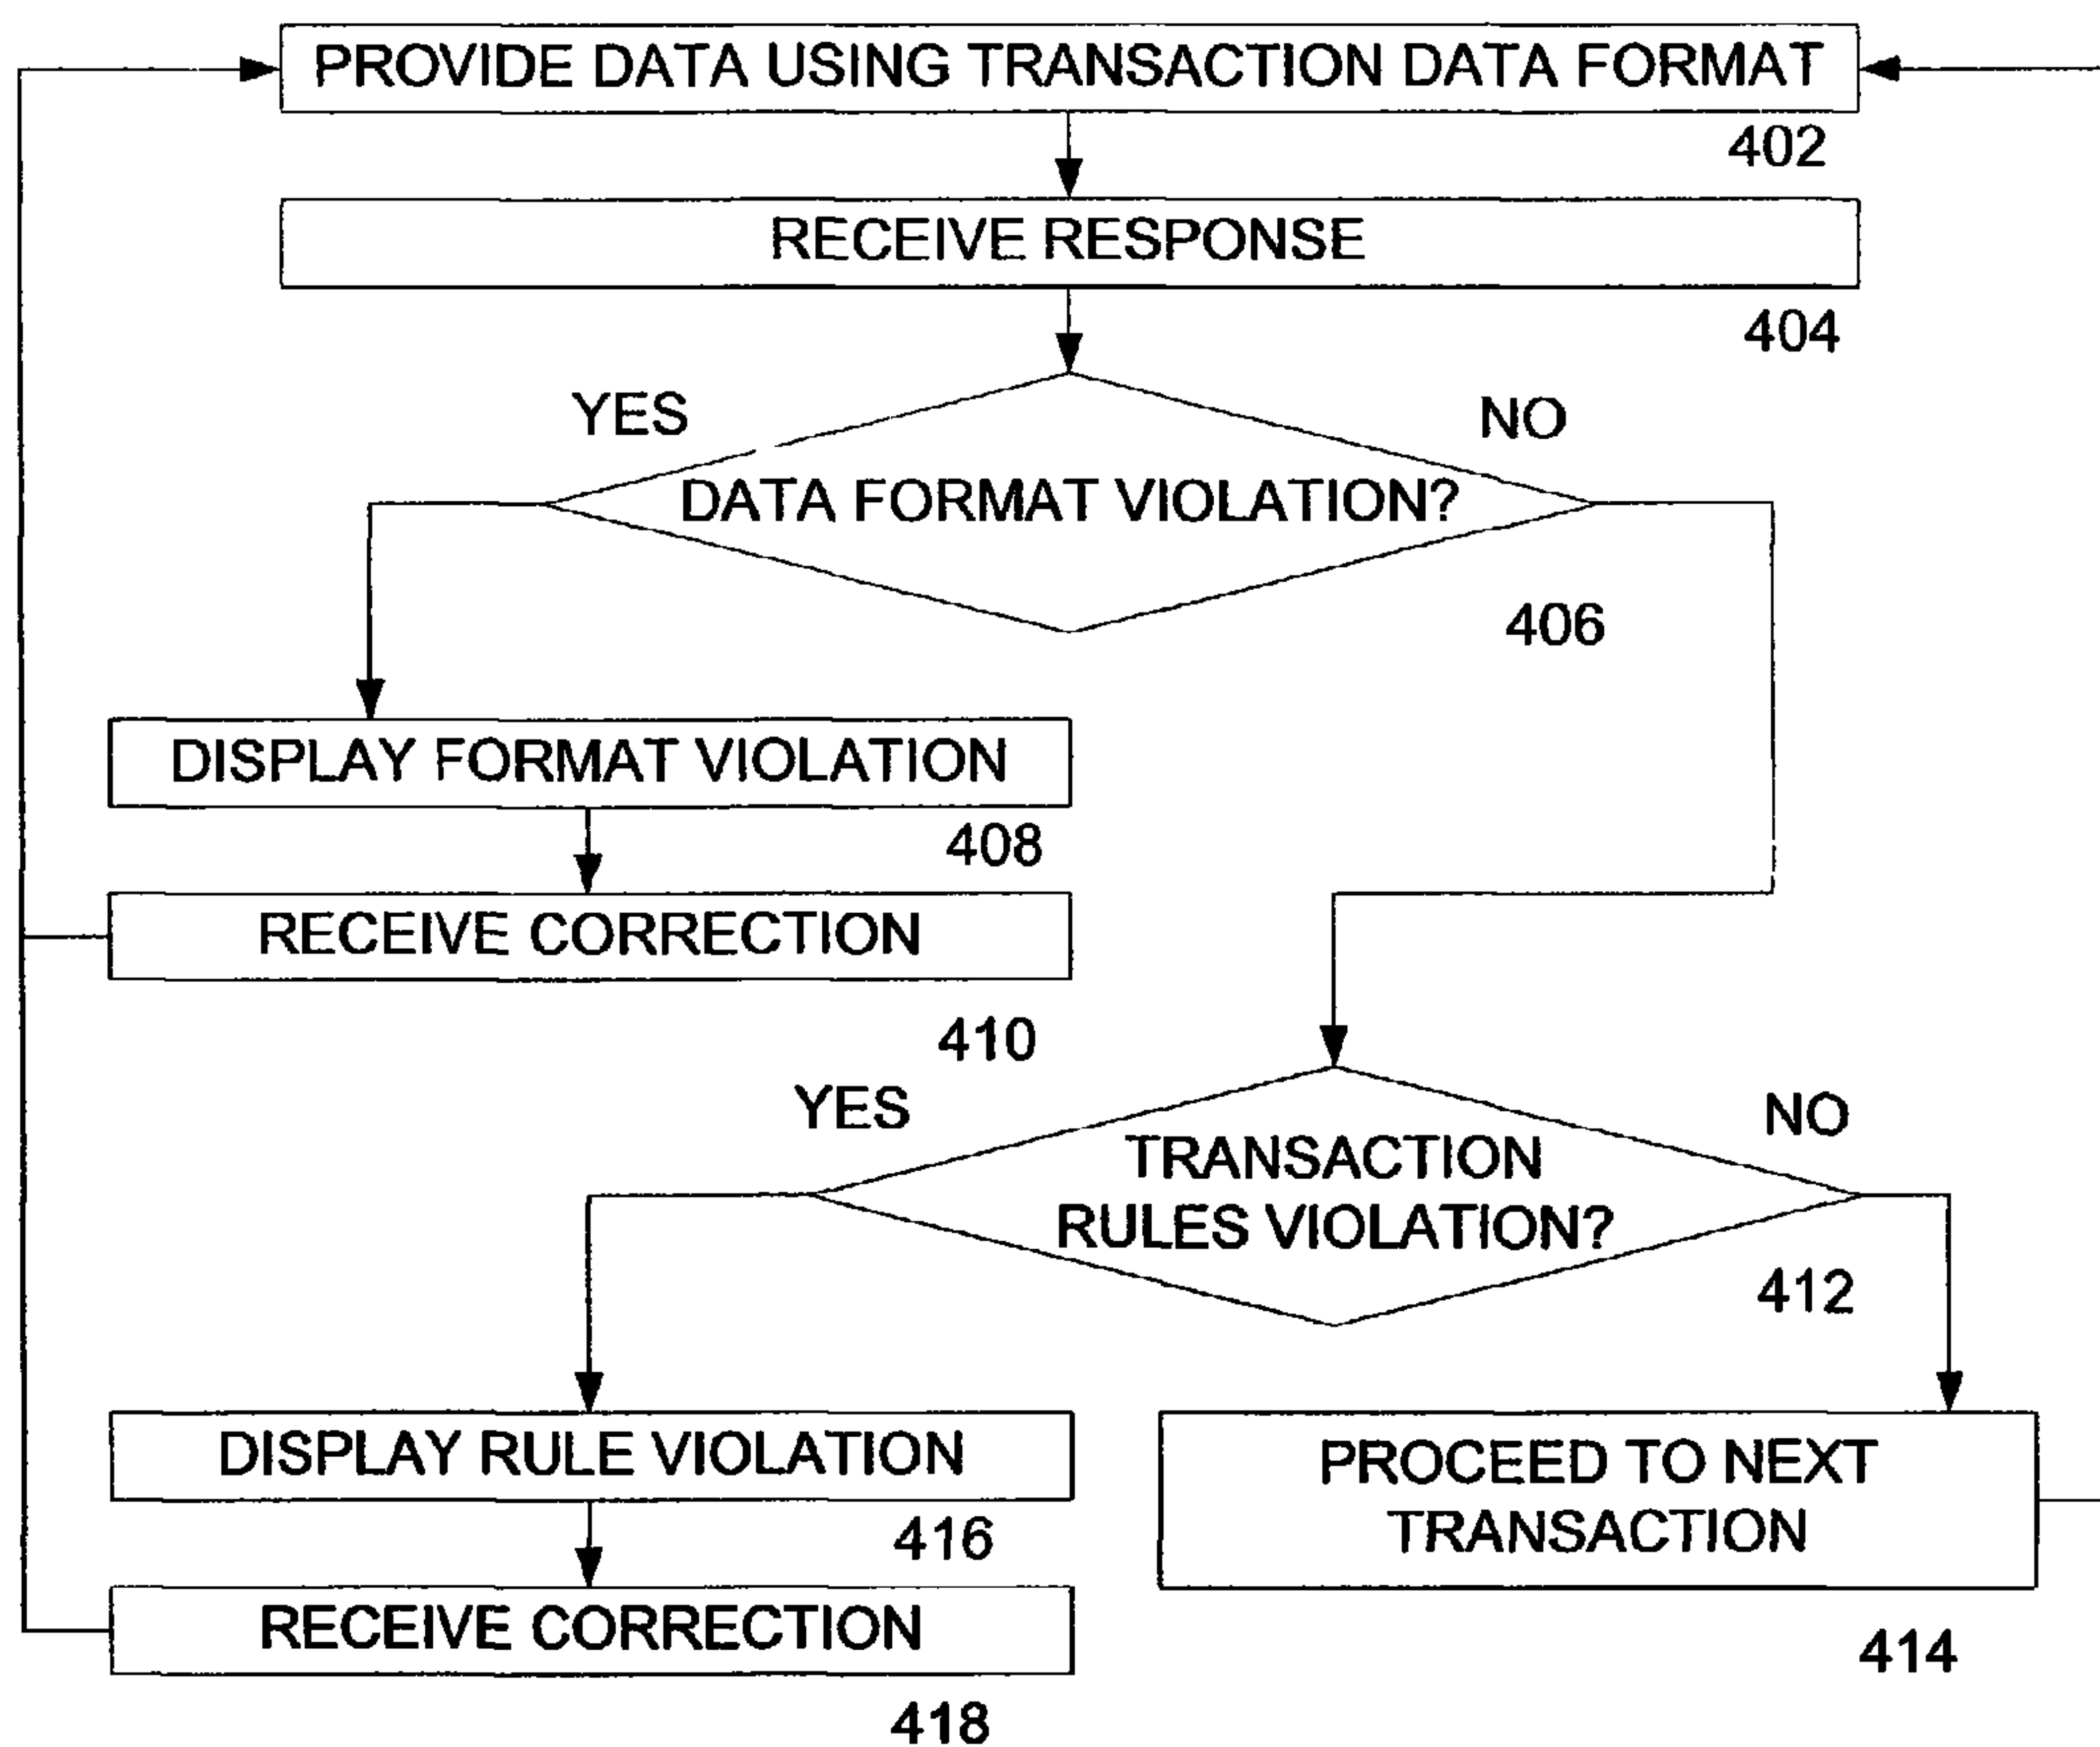 PROVIDE DATA USING TRANSACTION DATA FORMAT
402
RECEIVE RESPONSE
404
YES
NO
DATA FORMAT VIOLATION?
406
DISPLAY FORMAT VIOLATION
408
RECEIVE CORRECTION
410
YES
NO
TRANSACTION
RULES VIOLATION?
412
DISPLAY RULE VIOLATION
416
RECEIVE CORRECTION
418
PROCEED TO NEXT
TRANSACTION
414